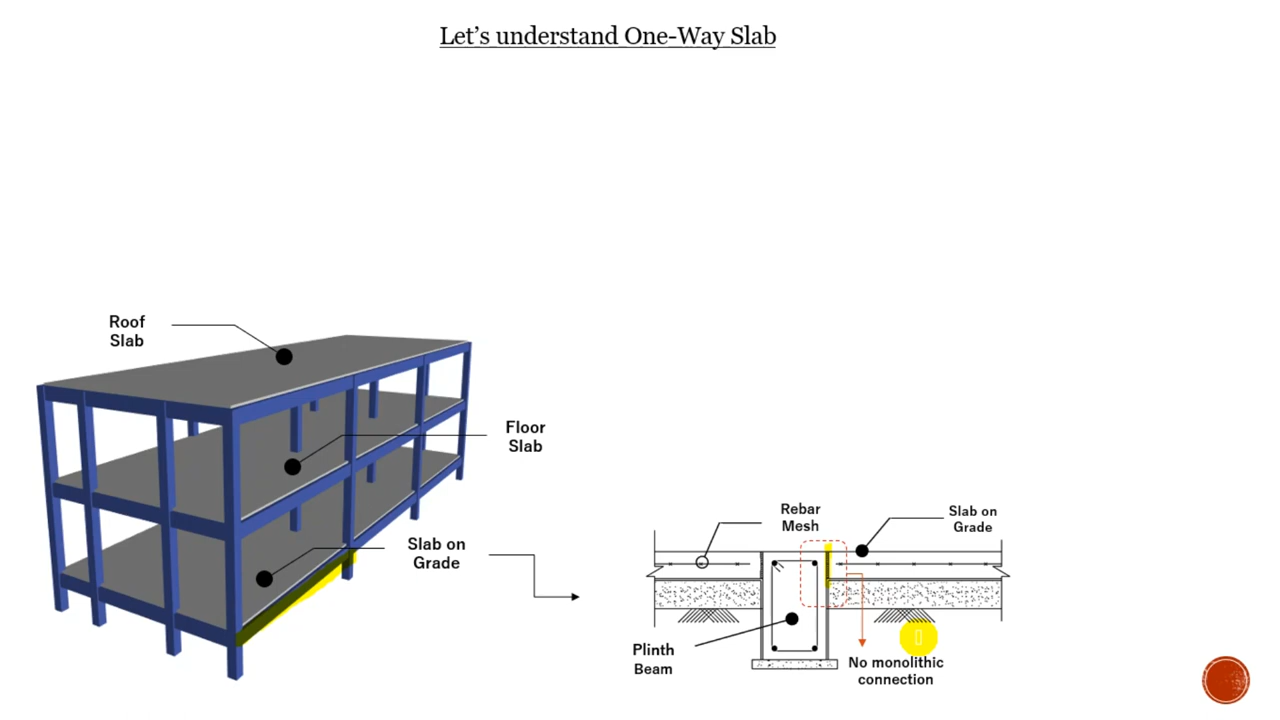 Let's understand One-Way Slab
Roof
Slab
Floor
Slab
Slab on
Grade
Rebar
Mesh
Slab on
Grade
Plinth
Beam
No monolithic
connection